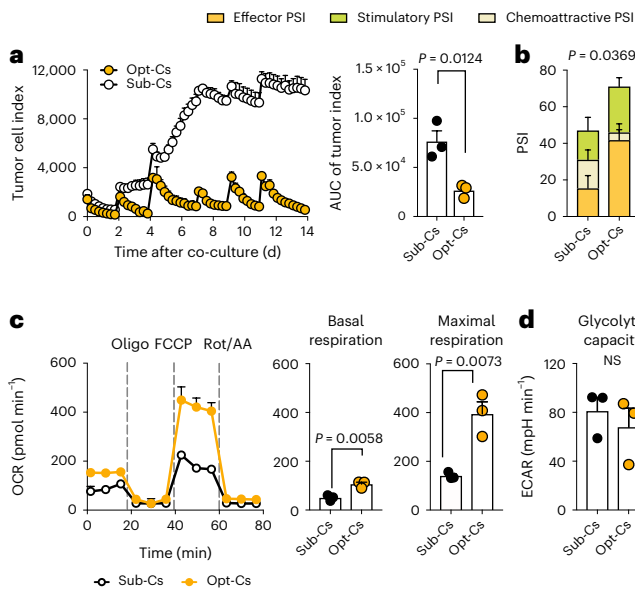 Effector PSI Stimulatory PSI Chemoattractive PSI
a
12,000
8,000
4,000
0
Tumor cell index
Opt-Cs
Sub-Cs
0 2 4 6 8 10 12 14
Time after co-culture (d)
P = 0.0124
1.5 × 10⁵
1.0 × 10⁵
5.0 × 10⁴
0
AUC of tumor index
Sub-Cs Opt-Cs
b
P = 0.0369
80
60
40
20
0
PSI
Sub-Cs Opt-Cs
c
Oligo FCCP Rot/AA
600
400
200
0
OCR (pmol min⁻¹)
0 20 40 60 80
Time (min)
Sub-Cs Opt-Cs
Basal
respiration
600
400
200
0
P = 0.0058
Sub-Cs Opt-Cs
Maximal
respiration
P = 0.0073
600
400
200
0
Sub-Cs Opt-Cs
d
Glycolyt
capacit
NS
120
80
40
0
ECAR (mpH min⁻¹)
Sub-Cs Opt-Cs